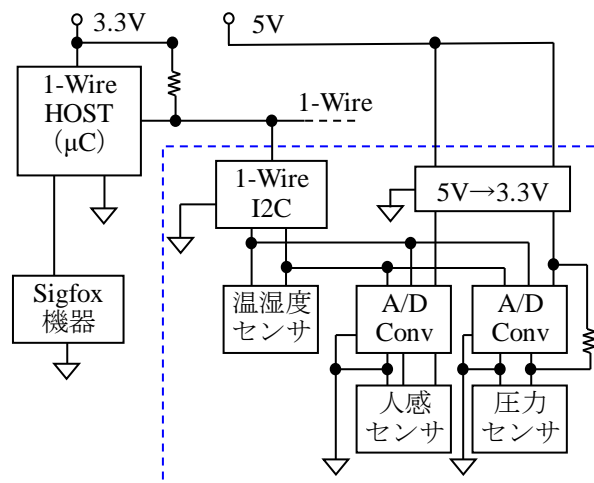 3.3V
5V
1-Wire
HOST
(μC)
1-Wire
1-Wire
I2C
5V→3.3V
Sigfox
機器
温湿度
センサ
A/D
Conv
A/D
Conv
人感
センサ
圧力
センサ